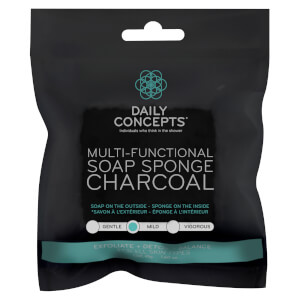 DAILY
CONCEPTS®
Individuals who think in the shower
MULTI-FUNCTIONAL
SOAP SPONGE
CHARCOAL
SOAP ON THE OUTSIDE - SPONGE ON THE INSIDE
*SAVON À L'EXTÉRIEUR - ÉPONGE À L'INTÉRIEUR
GENTLE MILD VIGOROUS